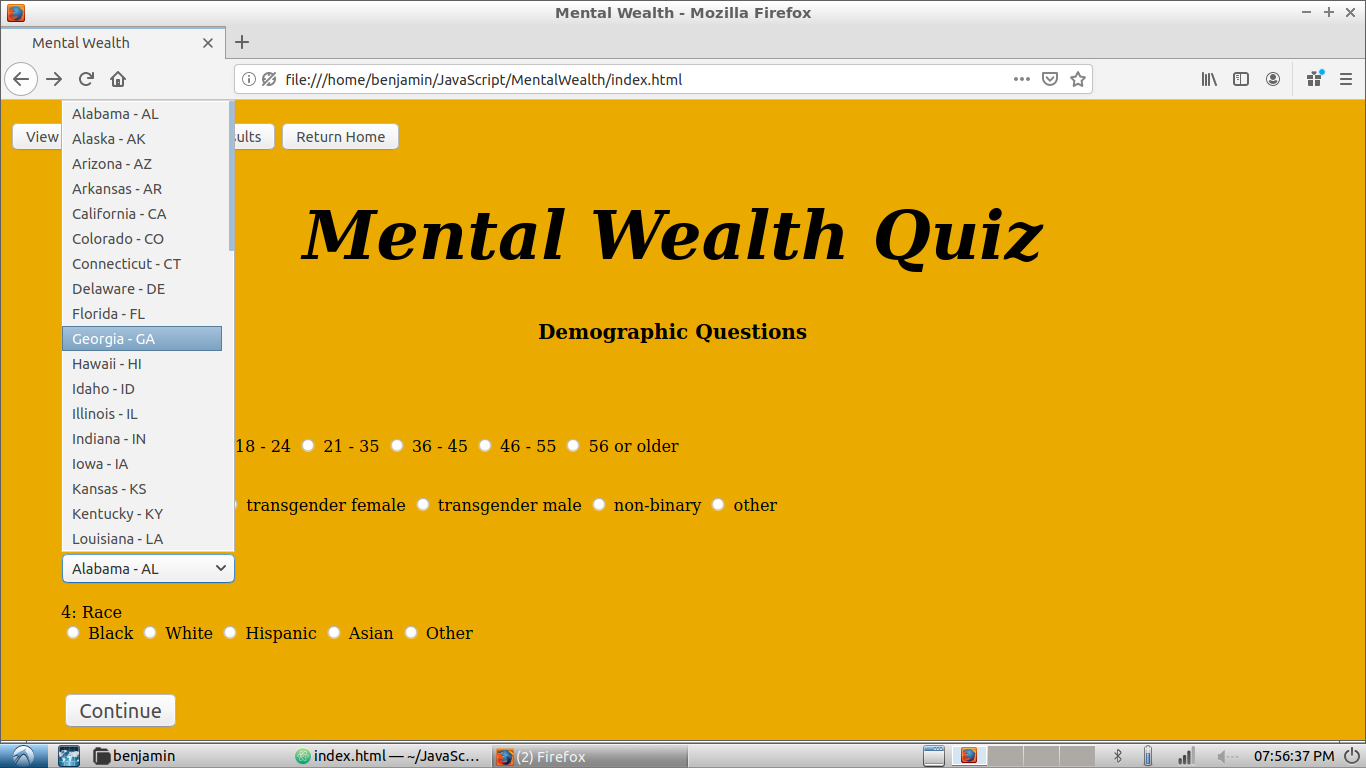 Mental Wealth - Mozilla Firefox
Mental Wealth
file:///home/benjamin/JavaScript/MentalWealth/index.html
View
Return Home
Alabama - AL
Alaska - AK
Arizona - AZ
Arkansas - AR
California - CA
Colorado - CO
Connecticut - CT
Delaware - DE
Florida - FL
Georgia - GA
Hawaii - HI
Idaho - ID
Illinois - IL
Indiana - IN
Iowa - IA
Kansas - KS
Kentucky - KY
Louisiana - LA
Alabama - AL
Mental Wealth Quiz
Demographic Questions
18 - 24 21 - 35 36 - 45 46 - 55 56 or older
transgender female transgender male non-binary other
4: Race
Black White Hispanic Asian Other
Continue
benjamin index.html — ~/JavaSc... (2) Firefox 07:56:37 PM